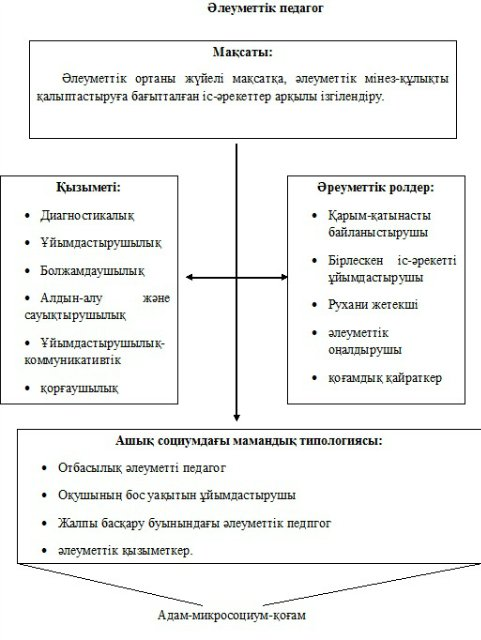 Әлеуметтік педагог
Мақсаты:
Әлеуметтік ортаны жүйелі мақсатқа, әлеуметтік мінез-құлықты
қалыптастыруға бағытталған іс-әрекеттер арқылы ізгілендіру.
Қызыметі:
• Диагностикалық
• Ұйымдастырушылық
• Болжамдаушылық
• Алдын-алу және
сауықтырушылық
• Ұйымдастырушылық-
коммуникативтік
• қорғаушылық
Әреуметтік ролдер:
• Қарым-қатынасты
байланыстырушы
• Бірлескен іс-әрекетті
ұйымдастырушы
• Рухани жетекші
• әлеуметтік
оңалдырушы
• қоғамдық қайраткер
Ашық социумдағы мамандық типологиясы:
• Отбасылық әлеуметті педагог
• Оқушының бос уақытын ұйымдастырушы
• Жалпы басқару буынындағы әлеуметтік педпгог
• әлеуметтік қызыметкер.
Адам-микросоциум-қоғам